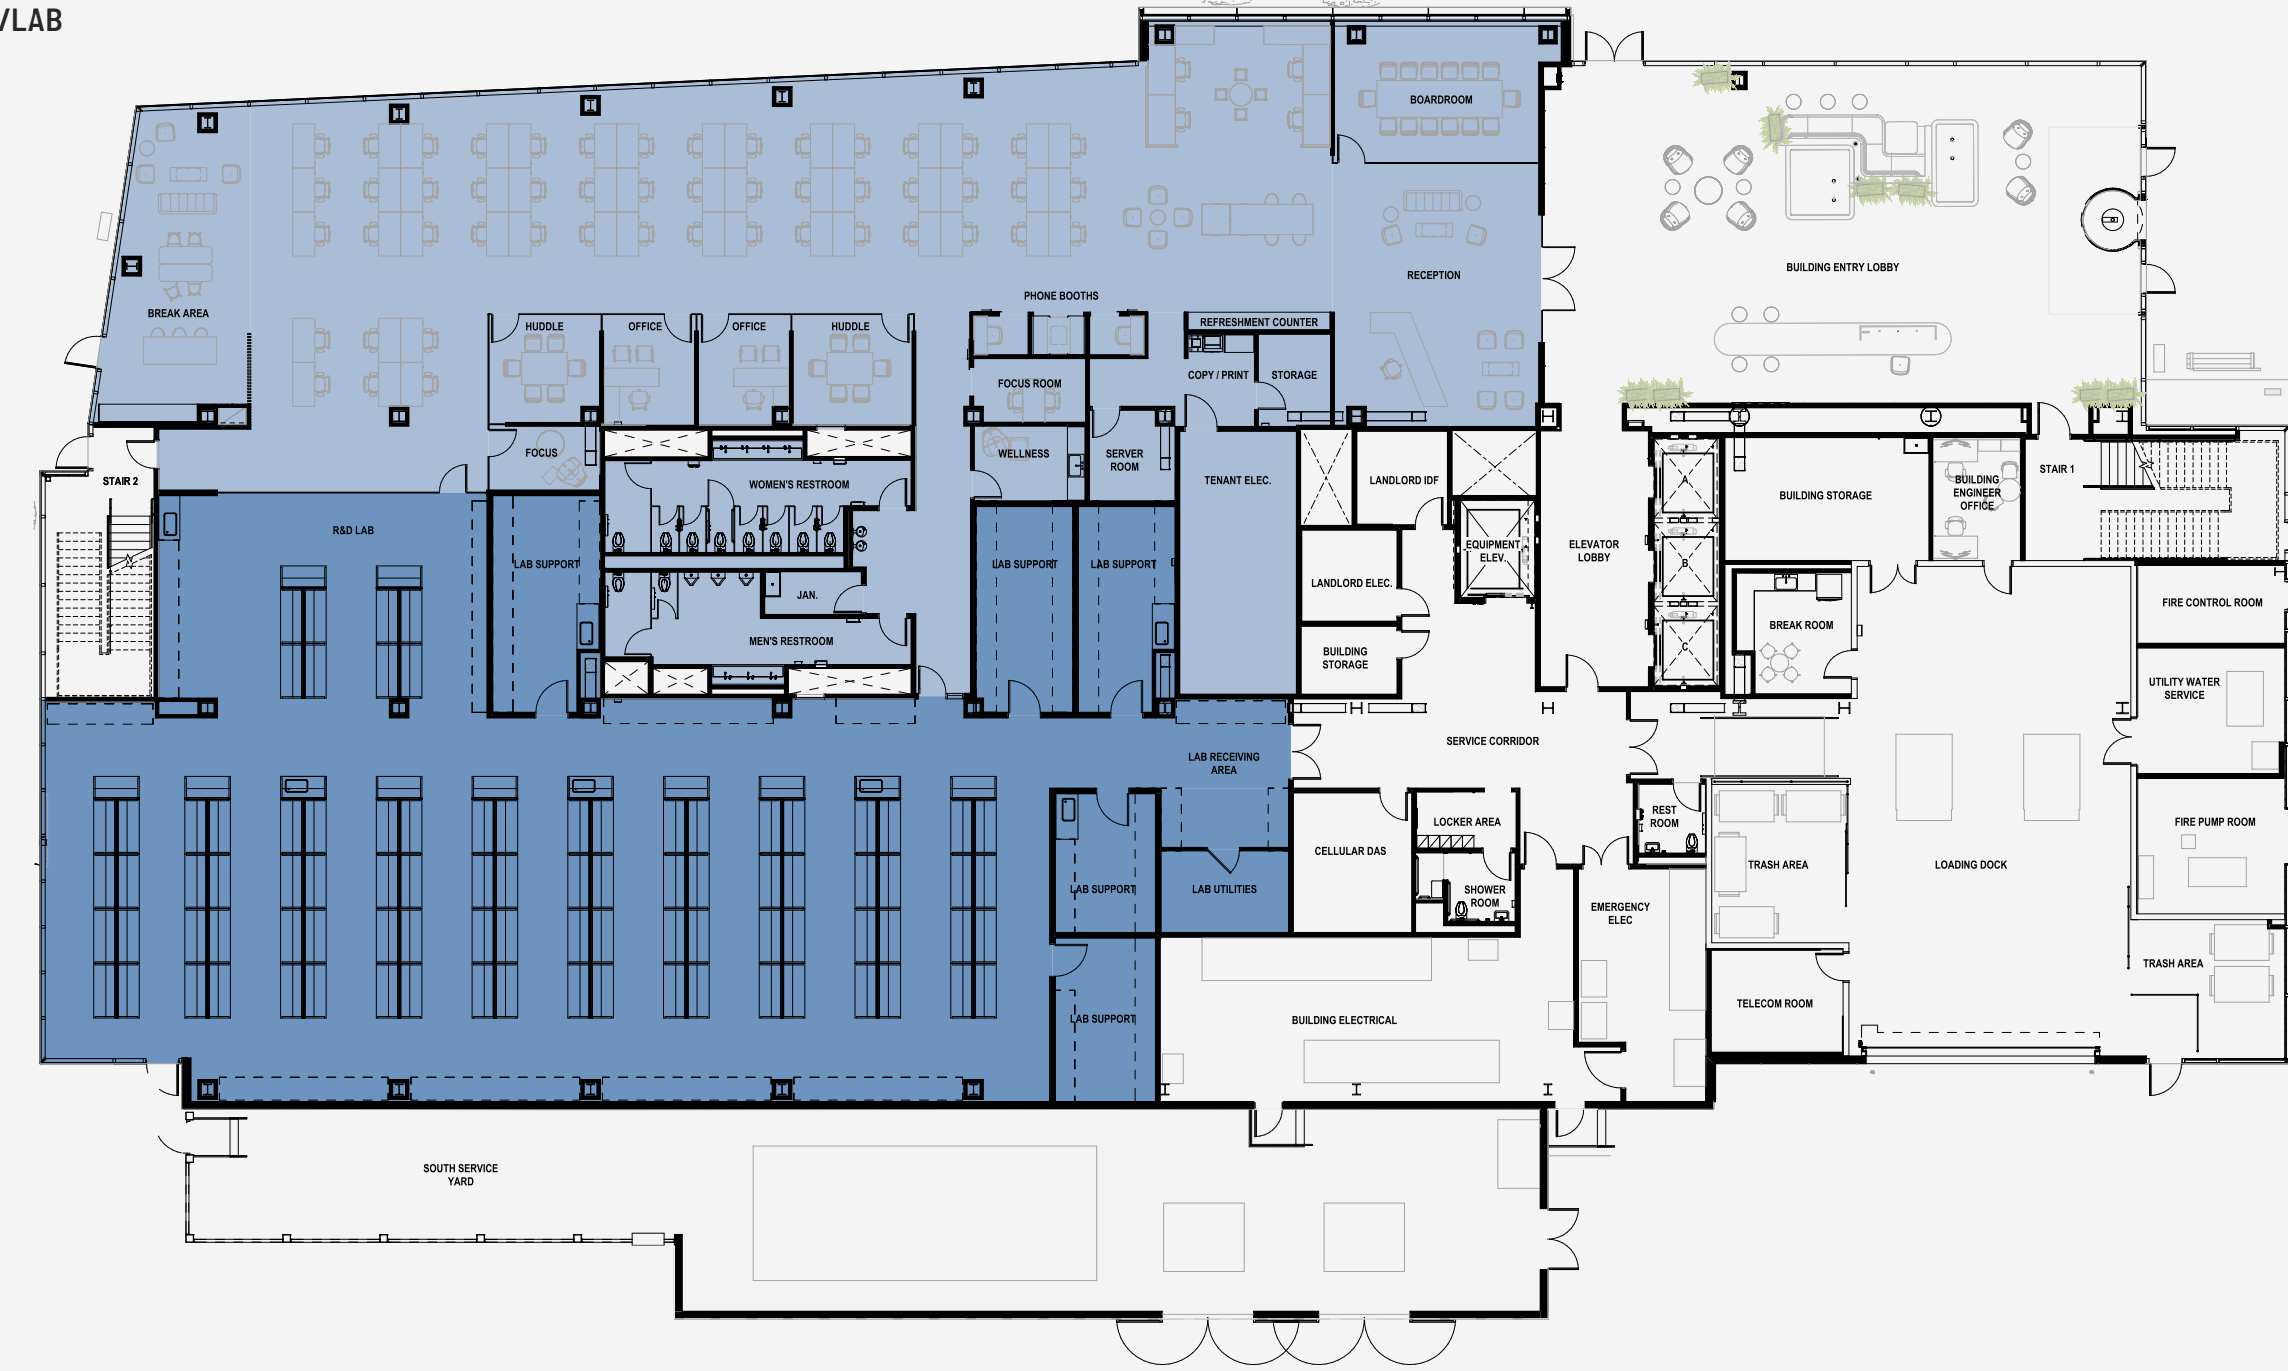 /LAB
BOARDROOM
BUILDING ENTRY LOBBY
RECEPTION
PHONE BOOTHS
BREAK AREA
HUDDLE
OFFICE
OFFICE
HUDDLE
REFRESHMENT COUNTER
COPY / PRINT
STORAGE
FOCUS ROOM
FOCUS
WELLNESS
SERVER
ROOM
STAIR 2
WOMEN'S RESTROOM
TENANT ELEC.
LANDLORD IDF
A
BUILDING STORAGE
BUILDING
ENGINEER
OFFICE
STAIR 1
R&D LAB
LAB SUPPORT
LAB SUPPORT
LAB SUPPORT
EQUIPMENT
ELEV.
ELEVATOR
LOBBY
B
LANDLORD ELEC.
JAN.
MEN'S RESTROOM
BUILDING
STORAGE
C
BREAK ROOM
FIRE CONTROL ROOM
UTILITY WATER
SERVICE
LAB RECEIVING
AREA
SERVICE CORRIDOR
REST
ROOM
LOCKER AREA
CELLULAR DAS
TRASH AREA
LOADING DOCK
FIRE PUMP ROOM
LAB SUPPORT
LAB UTILITIES
SHOWER
ROOM
EMERGENCY
ELEC
TRASH AREA
TELECOM ROOM
LAB SUPPORT
BUILDING ELECTRICAL
SOUTH SERVICE
YARD